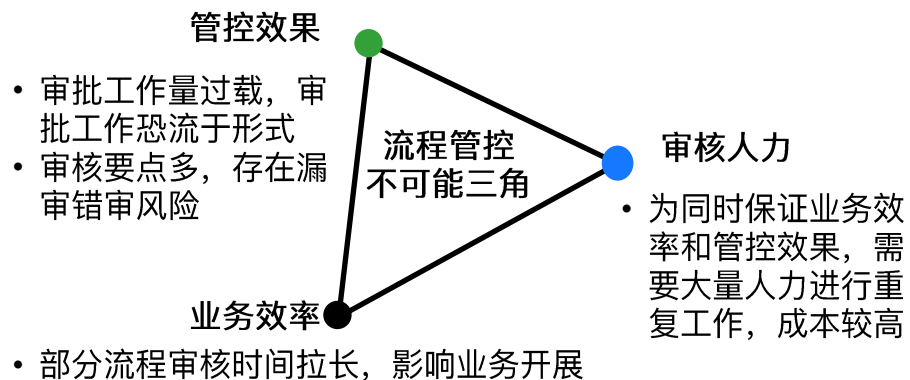 管控效果
• 审批工作量过载，审
批工作恐流于形式
• 审核要点多，存在漏
审错审风险
流程管控
不可能三角
审核人力
• 为同时保证业务效
率和管控效果，需
要大量人力进行重
复工作，成本较高
业务效率
• 部分流程审核时间拉长，影响业务开展